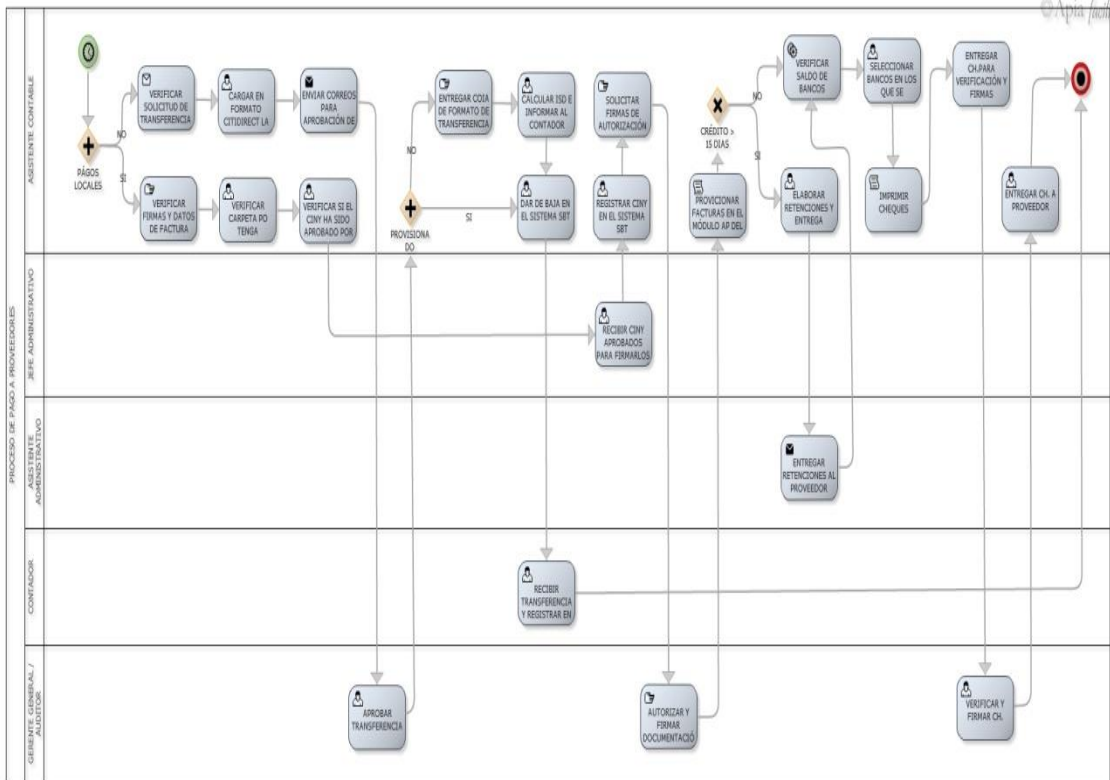 Apia fácil
PROCESO DE PAGO A PROVEEDORES
ASISTENTE CONTABLE
PÁGOS
LOCALES
NO
SI
VERIFICAR
SOLICITUD DE
TRANSFERENCIA
CARGAR EN
FORMATO
CITIDIRECT LA
ENVIAR CORREOS
PARA
APROBACIÓN DE
VERIFICAR
FIRMAS Y DATOS
DE FACTURA
VERIFICAR
CARPETA PO
TENGA
VERIFICAR SI EL
CINY HA SIDO
APROBADO POR
PROVISIONA
DO
NO
SI
ENTREGAR COIA
DE FORMATO DE
TRANSFERENCIA
CALCULAR ISD E
INFORMAR AL
CONTADOR
DAR DE BAJA EN
EL SISTEMA SBT
SOLICITAR
FIRMAS DE
AUTORIZACIÓN
REGISTRAR CINY
EN EL SISTEMA
SBT
PROVICIONAR
FACTURAS EN EL
MÓDULO AP DEL
CRÉDITO >
15 DIAS
NO
SI
VERIFICAR
SALDO DE
BANCOS
ELABORAR
RETENCIONES Y
ENTREGA
SELECCIONAR
BANCOS EN LOS
QUE SE
IMPRIMIR
CHEQUES
ENTREGAR
CH.PARA
VERIFICACIÓN Y
FIRMAS
ENTREGAR CH. A
PROVEEDOR
JEFE ADMINISTRATIVO
RECIBIR CINY
APROBADOS
PARA FIRMARLOS
ASISTENTE
ADMINISTRATIVO
ENTREGAR
RETENCIONES AL
PROVEEDOR
CONTADOR
RECIBIR
TRANSFERENCIA
Y REGISTRAR EN
GERENTE GENERAL /
AUDITOR
APROBAR
TRANSFERENCIA
AUTORIZAR Y
FIRMAR
DOCUMENTACIÓ
VERIFICAR Y
FIRMAR CH.